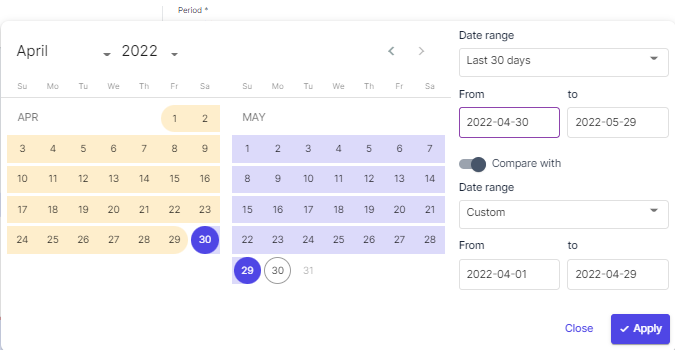 Period *
April 2022
Su Mo Tu We Th Fr Sa
APR 1 2
3 4 5 6 7 8 9
10 11 12 13 14 15 16
17 18 19 20 21 22 23
24 25 26 27 28 29 30
Su Mo Tu We Th Fr Sa
MAY
1 2 3 4 5 6 7
8 9 10 11 12 13 14
15 16 17 18 19 20 21
22 23 24 25 26 27 28
29 30 31
Date range
Last 30 days
From to
2022-04-30 2022-05-29
Compare with
Date range
Custom
From to
2022-04-01 2022-04-29
Close Apply